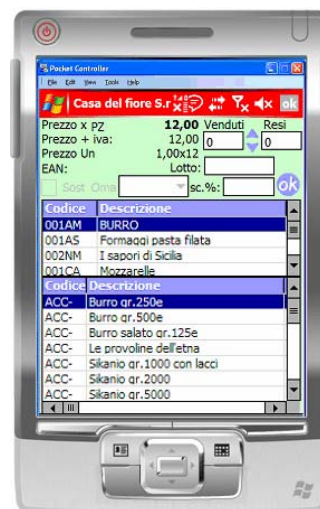 Pocket Controller
File Edit View Tools Help
Casa del fiore S.r ok
Prezzo x PZ 12,00 Venduti Resi
Prezzo + iva: 12,00 0 0
Prezzo Un 1,00x12
EAN: Lotto:
Sost Oma sc.%: ok
Codice Descrizione
001AM BURRO
001AS Formaggi pasta filata
002NM I sapori di Sicilia
001CA Mozzarelle
Codice Descrizione
ACC- Burro gr.250e
ACC- Burro gr.500e
ACC- Burro salato gr.125e
ACC- Le provoline dell'etna
ACC- Sikanio gr.1000 con lacci
ACC- Sikanio gr.2000
ACC- Sikanio gr.5000